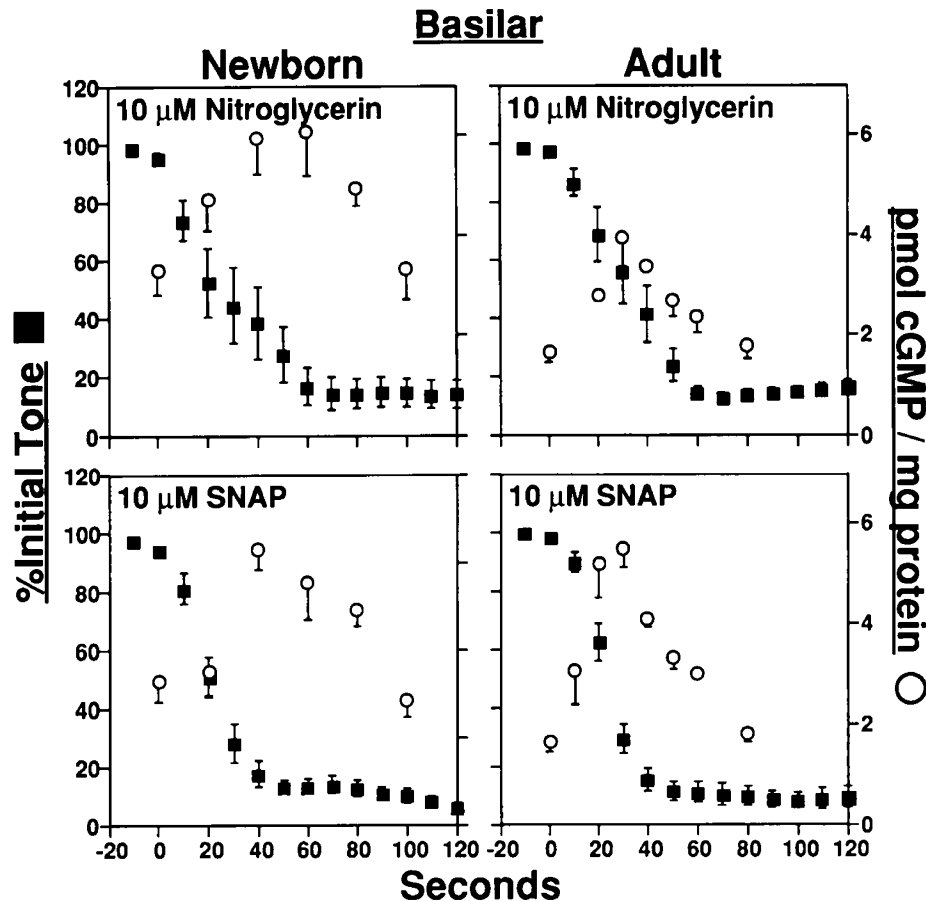 Basilar
Newborn
Adult
10 µM Nitroglycerin
10 µM Nitroglycerin
120
100
80
60
40
20
0
6
4
2
0
%Initial Tone
pmol cGMP / mg protein
10 µM SNAP
10 µM SNAP
120
100
80
60
40
20
0
6
4
2
0
-20 0 20 40 60 80 100 120
-20 0 20 40 60 80 100 120
Seconds